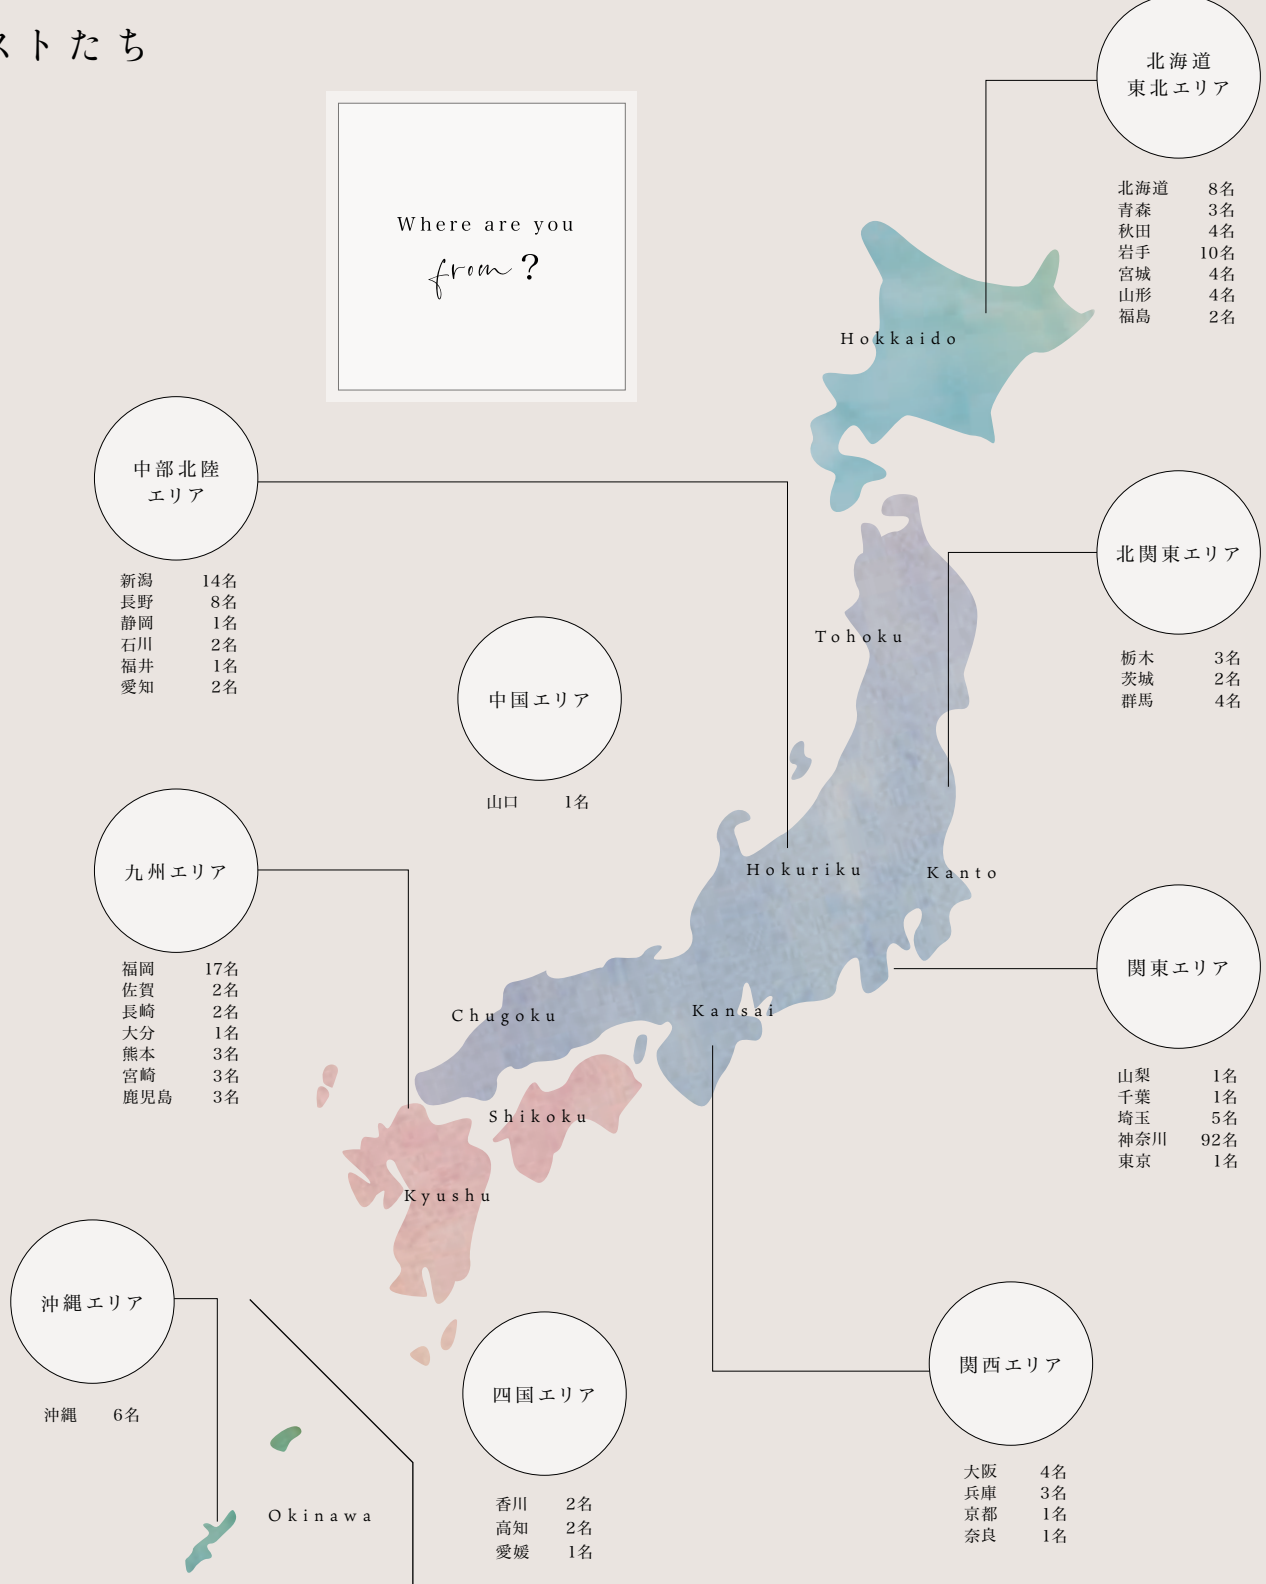 ストたち
Where are you
from?
北海道
東北エリア
北海道 8名
青森 3名
秋田 4名
岩手 10名
宮城 4名
山形 4名
福島 2名
Hokkaido
中部北陸
エリア
新潟 14名
長野 8名
静岡 1名
石川 2名
福井 1名
愛知 2名
北関東エリア
栃木 3名
茨城 2名
群馬 4名
Tohoku
中国エリア
山口 1名
九州エリア
福岡 17名
佐賀 2名
長崎 2名
大分 1名
熊本 3名
宮崎 3名
鹿児島 3名
Hokuriku
Kanto
関東エリア
山梨 1名
千葉 1名
埼玉 5名
神奈川 92名
東京 1名
Chugoku
Kansai
Shikoku
Kyushu
沖縄エリア
沖縄 6名
Okinawa
四国エリア
香川 2名
高知 2名
愛媛 1名
関西エリア
大阪 4名
兵庫 3名
京都 1名
奈良 1名